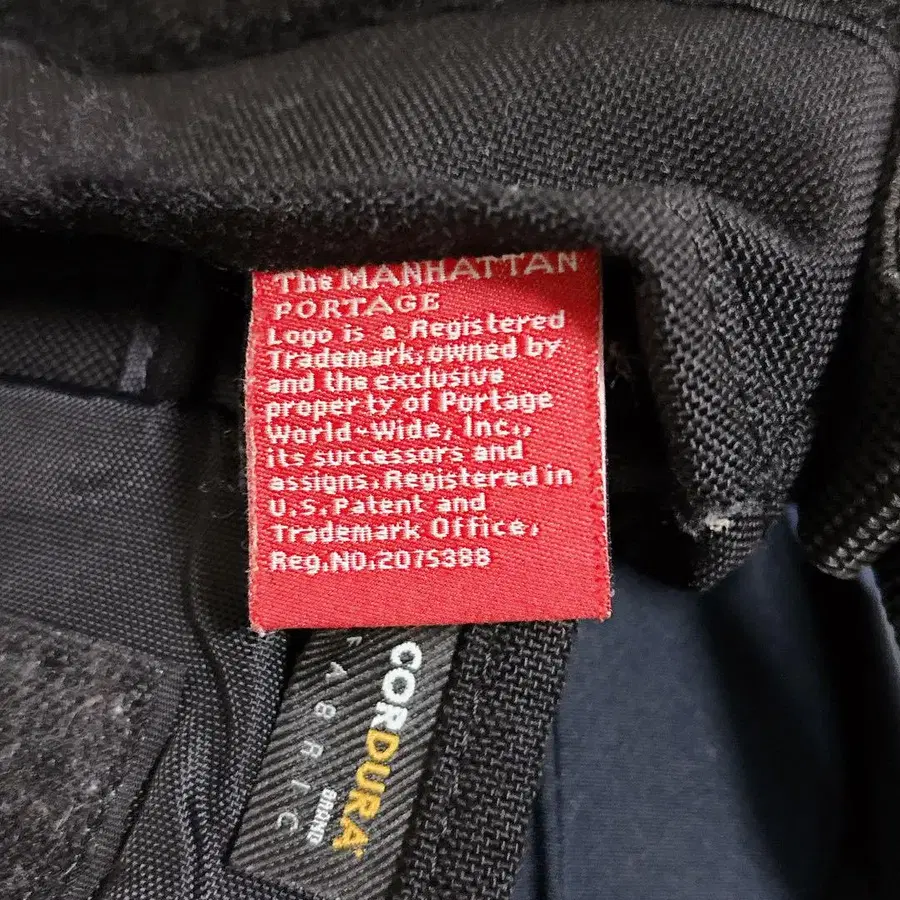 The MANHATTAN
PORTAGE
Logo is a Registered
Trademark, owned by
and the exclusive
property of Portage
World-Wide, Inc.,
its successors and
assigns. Registered in
U.S. Patent and
Trademark Office,
Reg.NO.2075388
CORDURA
BRAND
FABRIC